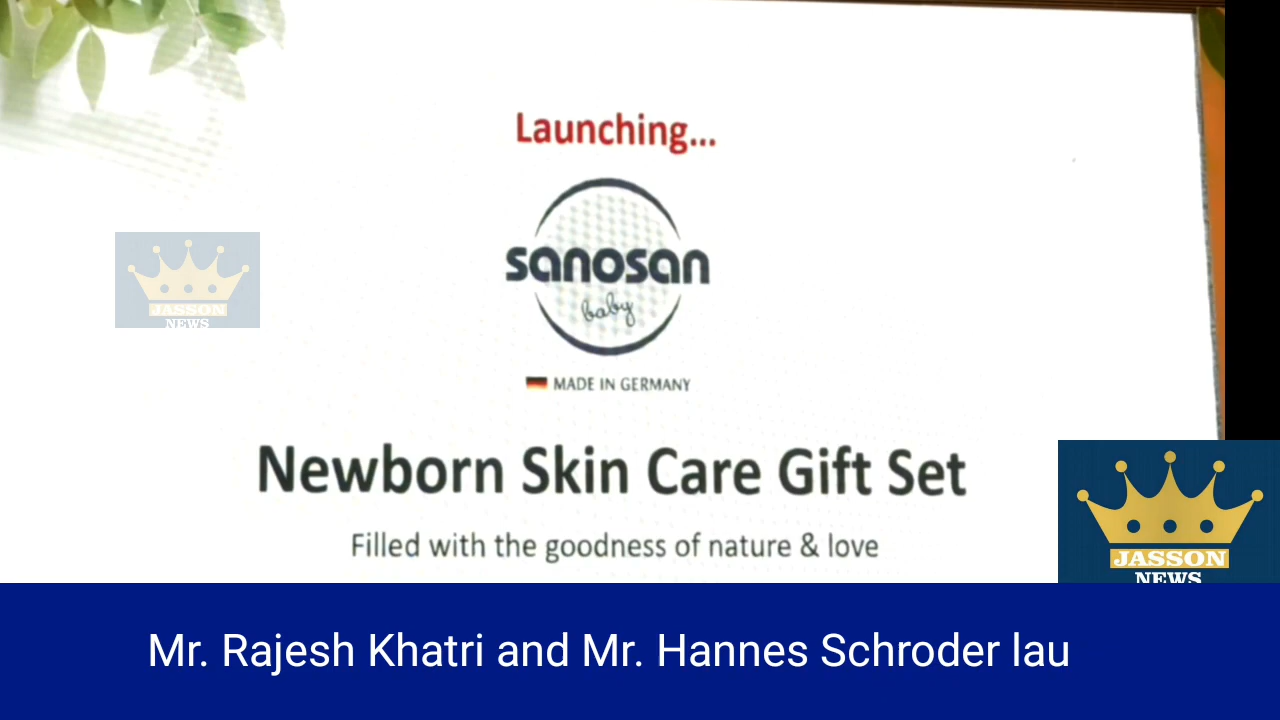 Launching...
sanosan
baby
MADE IN GERMANY
Newborn Skin Care Gift Set
Filled with the goodness of nature & love
JASSON
NEWS
JASSON
NEWS
Mr. Rajesh Khatri and Mr. Hannes Schroder lau